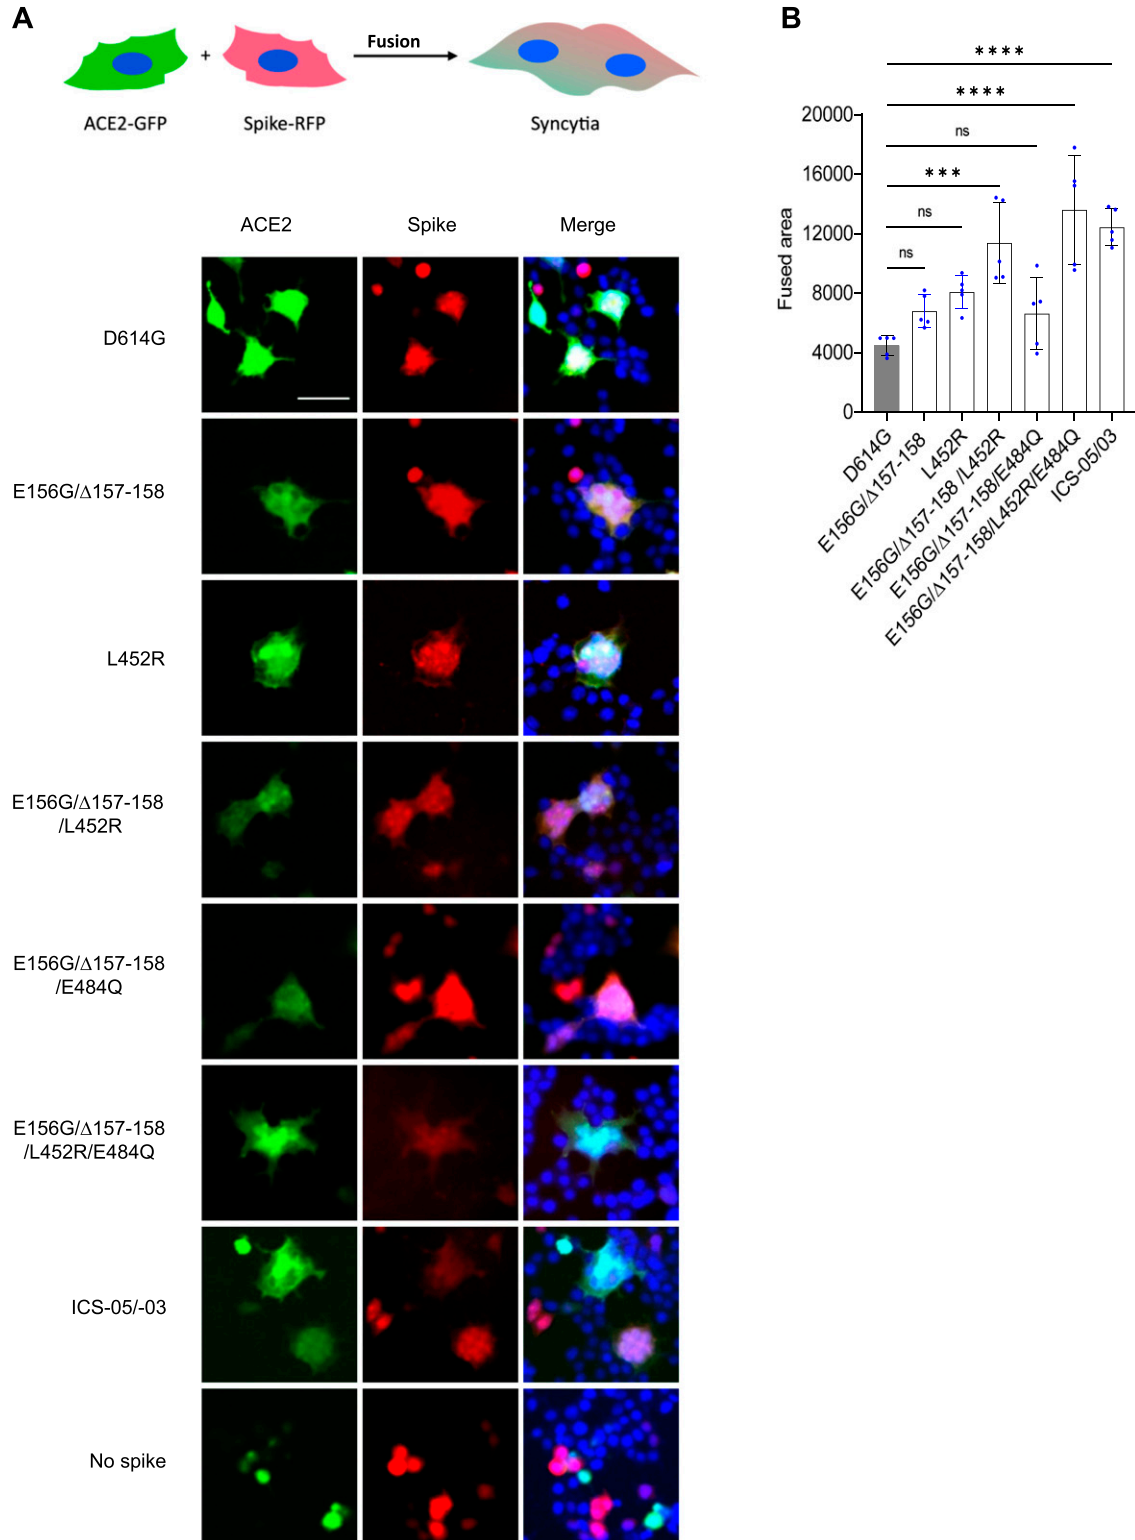 A
ACE2-GFP
+
Spike-RFP
Fusion
Syncytia
ACE2
Spike
Merge
D614G
E156G/Δ157-158
L452R
E156G/Δ157-158
/L452R
E156G/Δ157-158
/E484Q
E156G/Δ157-158
/L452R/E484Q
ICS-05/-03
No spike
B
****
****
ns
***
ns
ns
Fused area
20000
16000
12000
8000
4000
0
D614G
E156G/Δ157-158
L452R
E156G/Δ157-158 /L452R
E156G/Δ157-158/E484Q
E156G/Δ157-158/L452R/E484Q
ICS-05/03